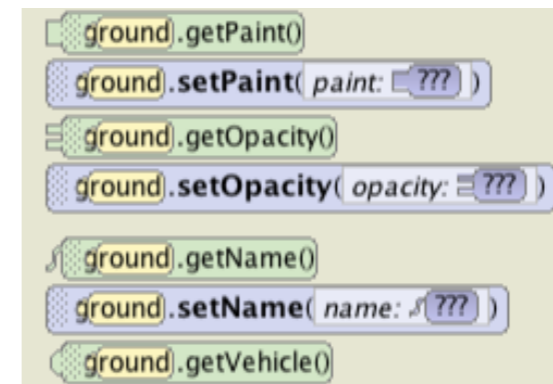 ground.getPaint()
ground.setPaint( paint: ??? )
ground.getOpacity()
ground.setOpacity( opacity: ??? )
ground.getName()
ground.setName( name: ??? )
ground.getVehicle()